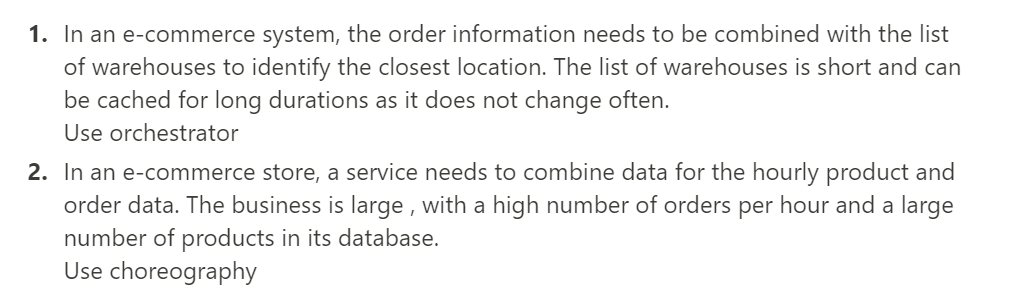 1. In an e-commerce system, the order information needs to be combined with the list
of warehouses to identify the closest location. The list of warehouses is short and can
be cached for long durations as it does not change often.
Use orchestrator
2. In an e-commerce store, a service needs to combine data for the hourly product and
order data. The business is large , with a high number of orders per hour and a large
number of products in its database.
Use choreography